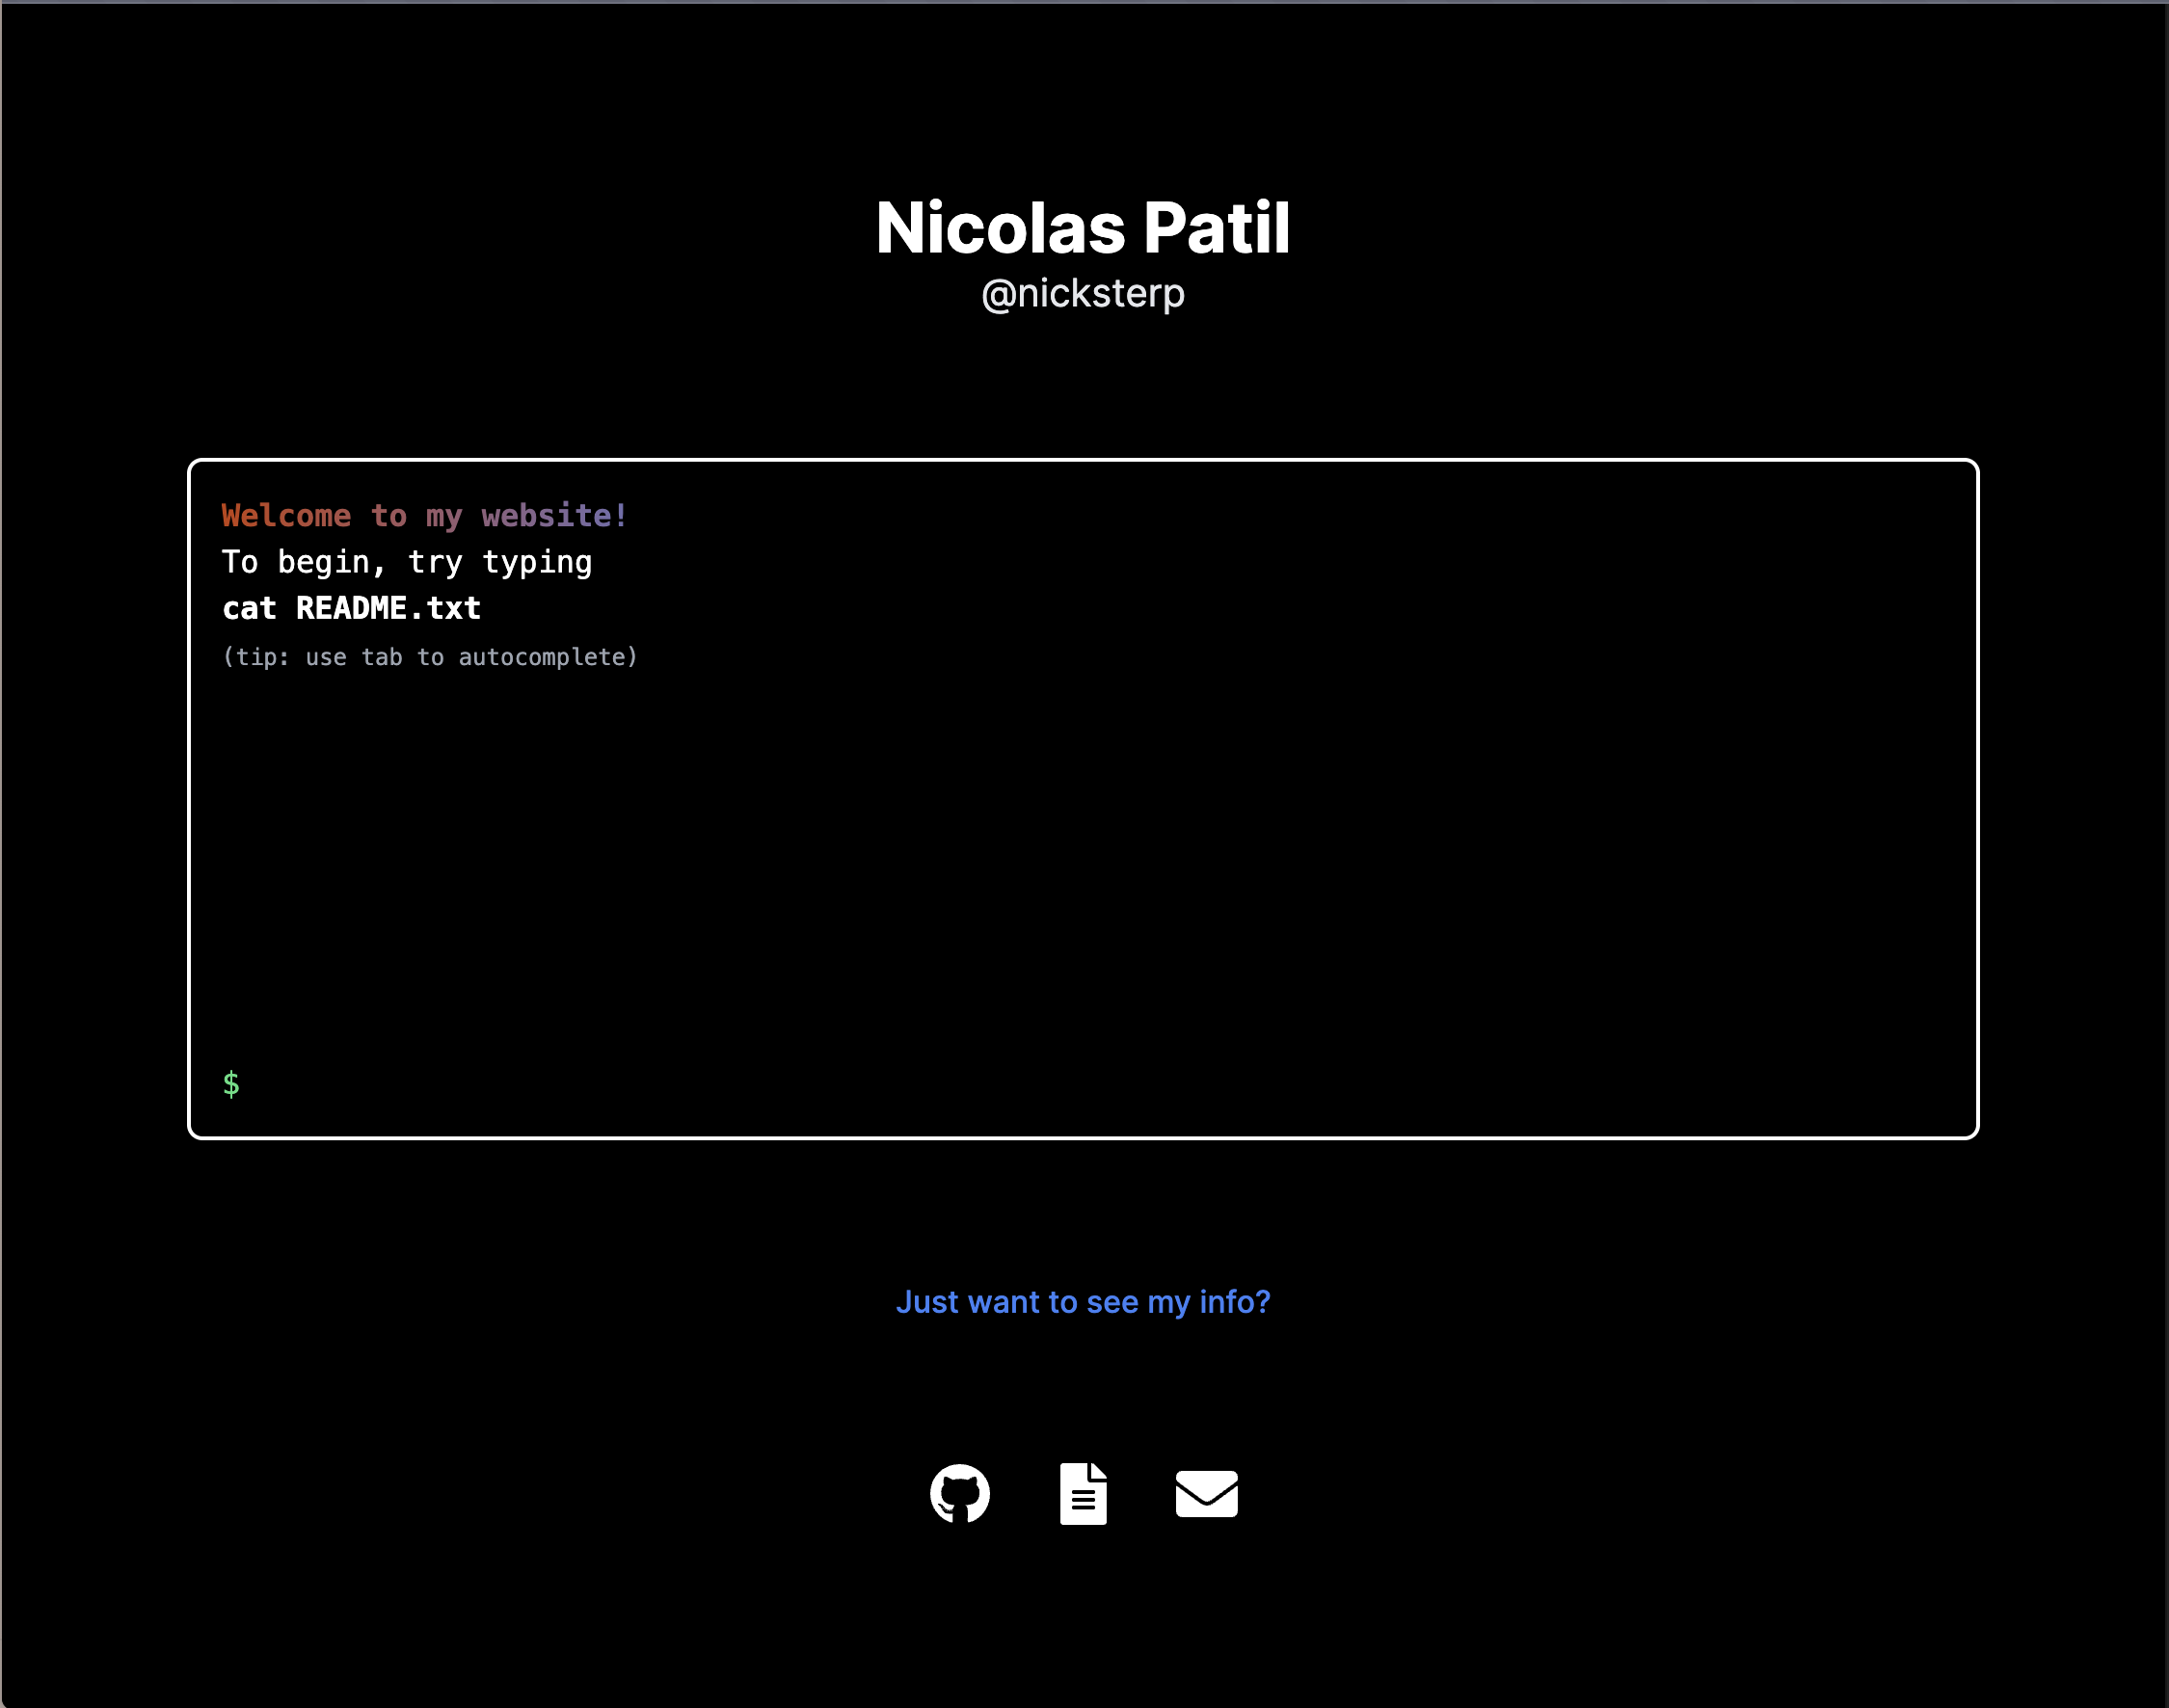 Nicolas Patil
@nicksterp
Welcome to my website!
To begin, try typing
cat README.txt
(tip: use tab to autocomplete)
$
Just want to see my info?